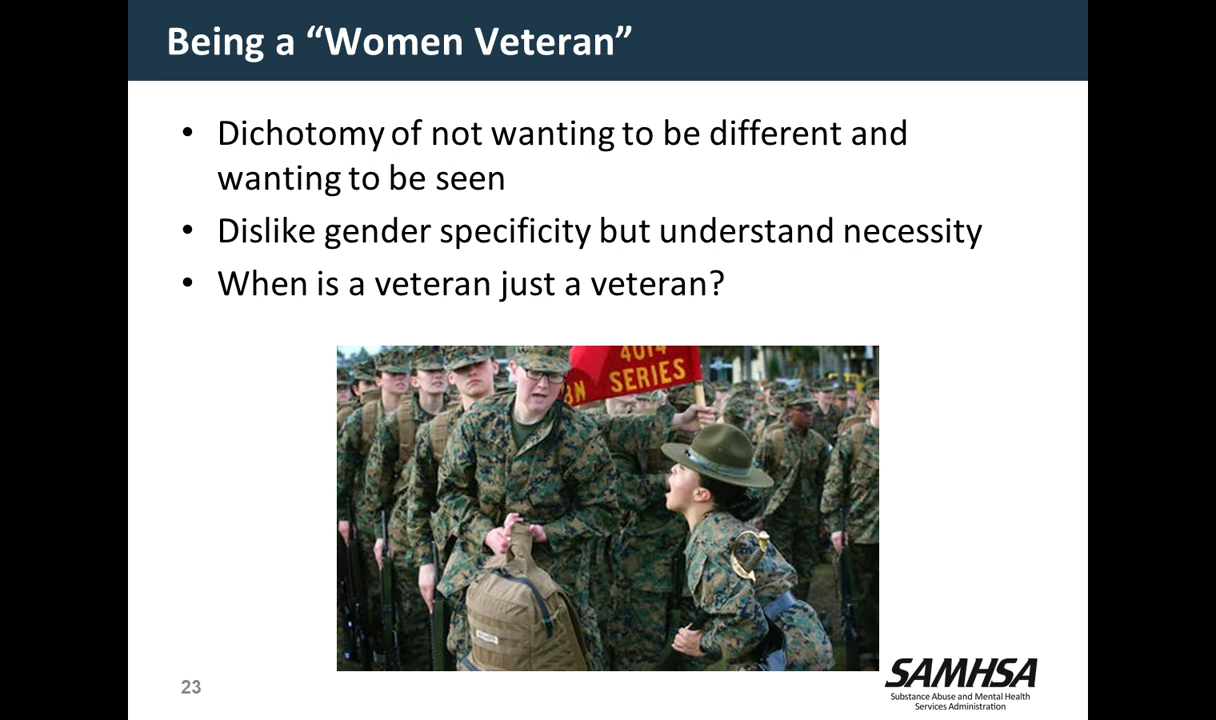 Being a “Women Veteran”
• Dichotomy of not wanting to be different and
wanting to be seen
• Dislike gender specificity but understand necessity
• When is a veteran just a veteran?
4014
BN SERIES
23
SAMHSA
Substance Abuse and Mental Health
Services Administration